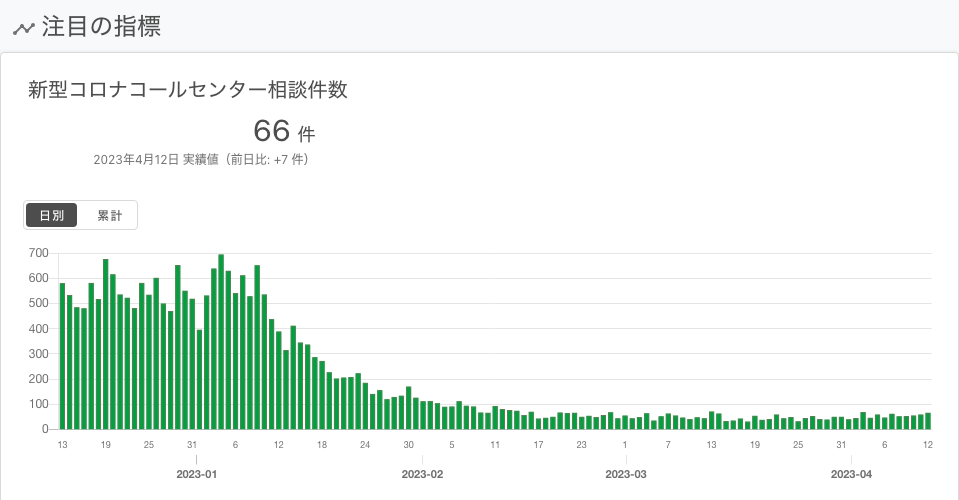 注目の指標
新型コロナコールセンター相談件数
66 件
2023年4月12日 実績値（前日比: +7 件）
日別 累計
700
600
500
400
300
200
100
0
13 19 25 31 6 12 18 24 30 5 11 17 23 1 7 13 19 25 31 6 12
2023-01 2023-02 2023-03 2023-04